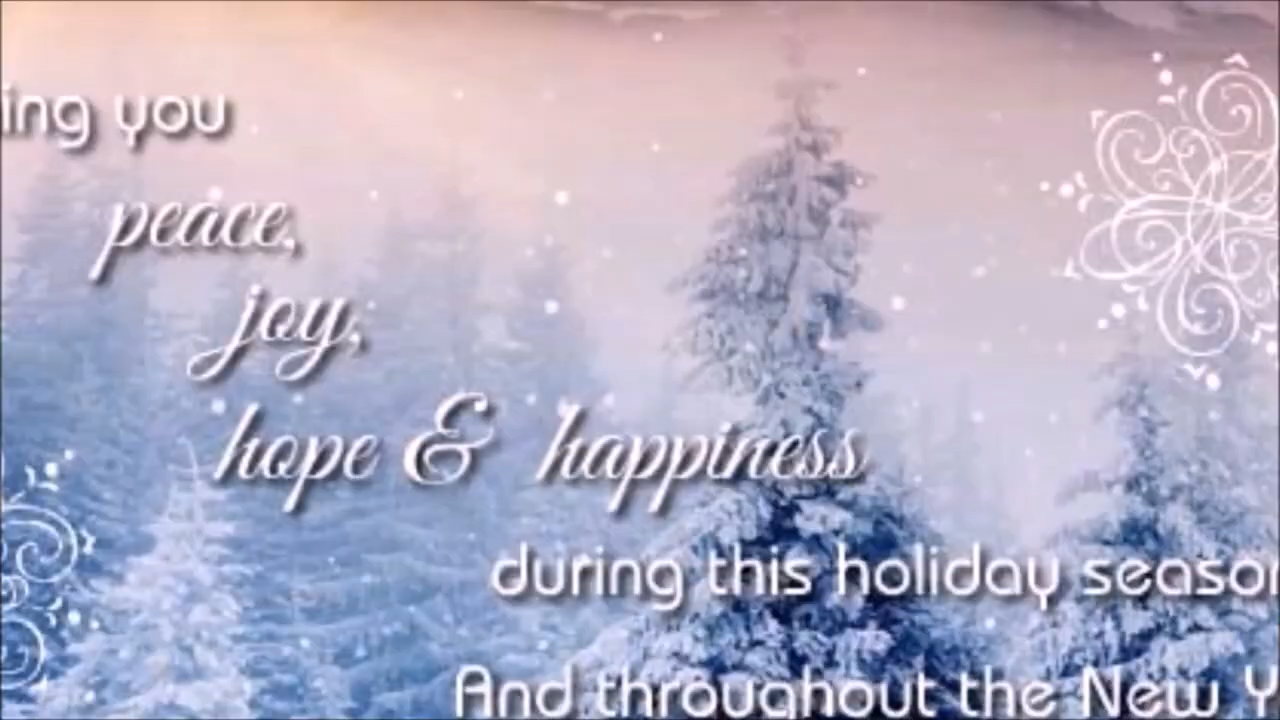 ing you
peace,
joy,
hope & happiness
during this holiday seaso
And throughout the New Y